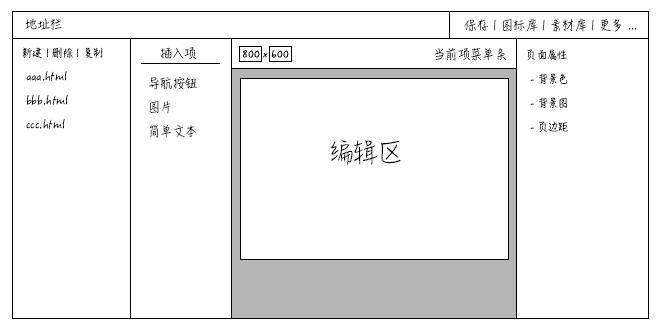 地址栏
保存 | 图标库 | 素材库 | 更多 ...
新建 | 删除 | 复制
aaa.html
bbb.html
ccc.html
插入项
导航按钮
图片
简单文本
800 x 600
当前项菜单条
编辑区
页面属性
- 背景色
- 背景图
- 页边距